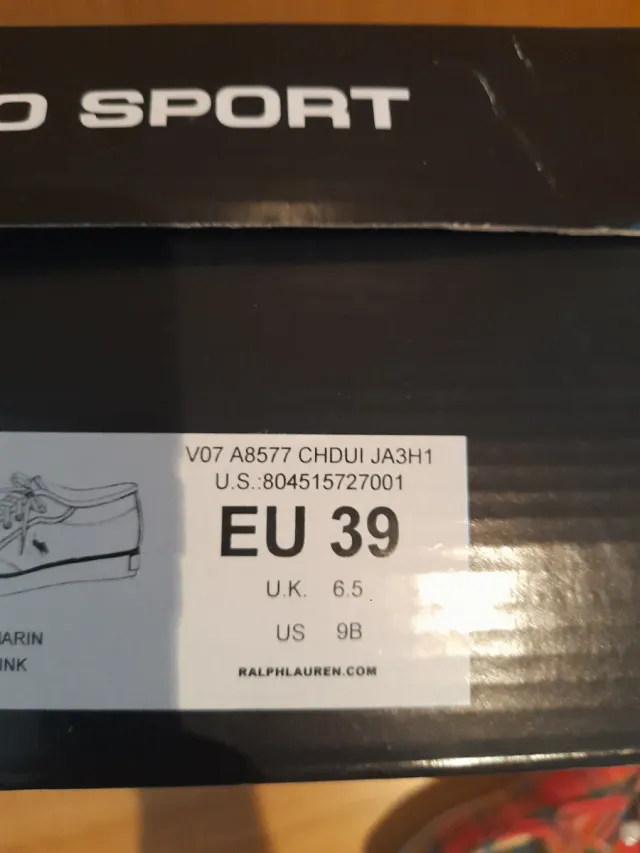 O SPORT
V07 A8577 CHDUI JA3H1
U.S.:804515727001
EU 39
U.K. 6.5
US 9B
ARIN
INK
RALPHLAUREN.COM